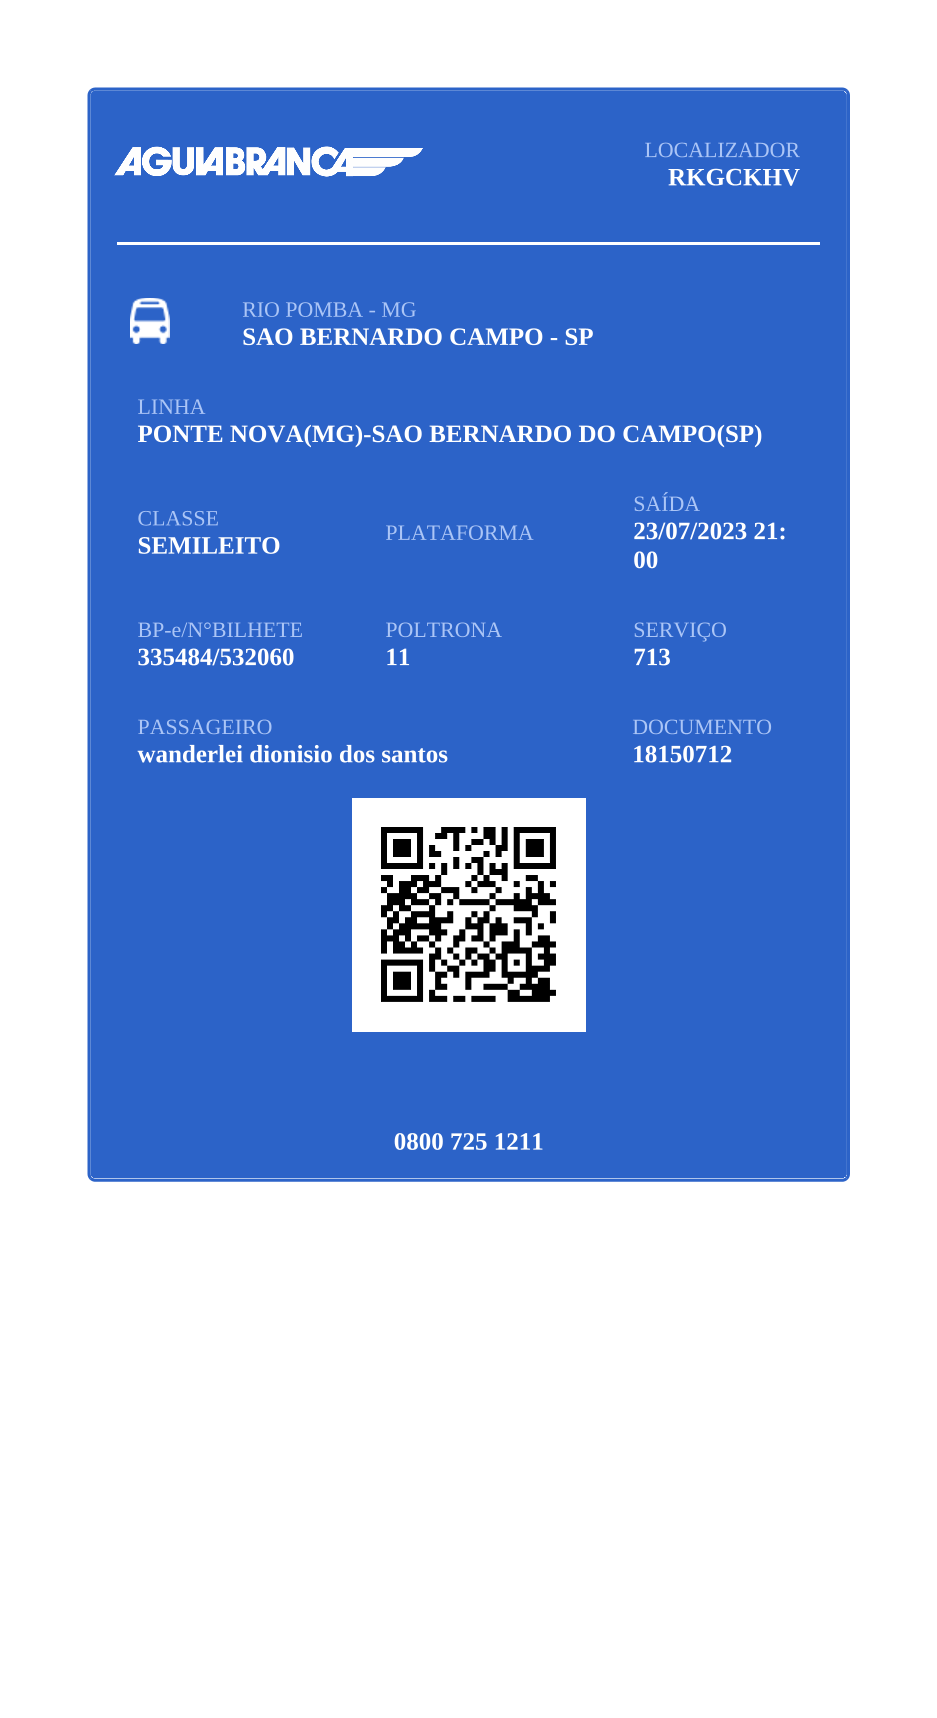 AGUIABRANCA
LOCALIZADOR
RKGCKHV
RIO POMBA - MG
SAO BERNARDO CAMPO - SP
LINHA
PONTE NOVA(MG)-SAO BERNARDO DO CAMPO(SP)
CLASSE
SEMILEITO
PLATAFORMA
SAÍDA
23/07/2023 21:
00
BP-e/N°BILHETE
335484/532060
POLTRONA
11
SERVIÇO
713
PASSAGEIRO
wanderlei dionisio dos santos
DOCUMENTO
18150712
0800 725 1211